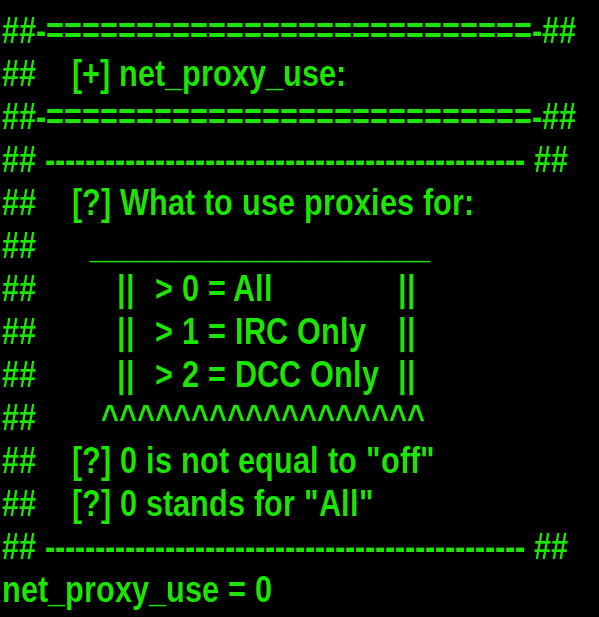 ##-===========================-##
##    [+] net_proxy_use:
##-===========================-##
## ------------------------------------------------ ##
##    [?] What to use proxies for:
##      ____________________
##         ||  > 0 = All              ||
##         ||  > 1 = IRC Only   ||
##         ||  > 2 = DCC Only  ||
##       ^^^^^^^^^^^^^^^^^^
##    [?] 0 is not equal to "off"
##    [?] 0 stands for "All"
## ------------------------------------------------ ##
net_proxy_use = 0